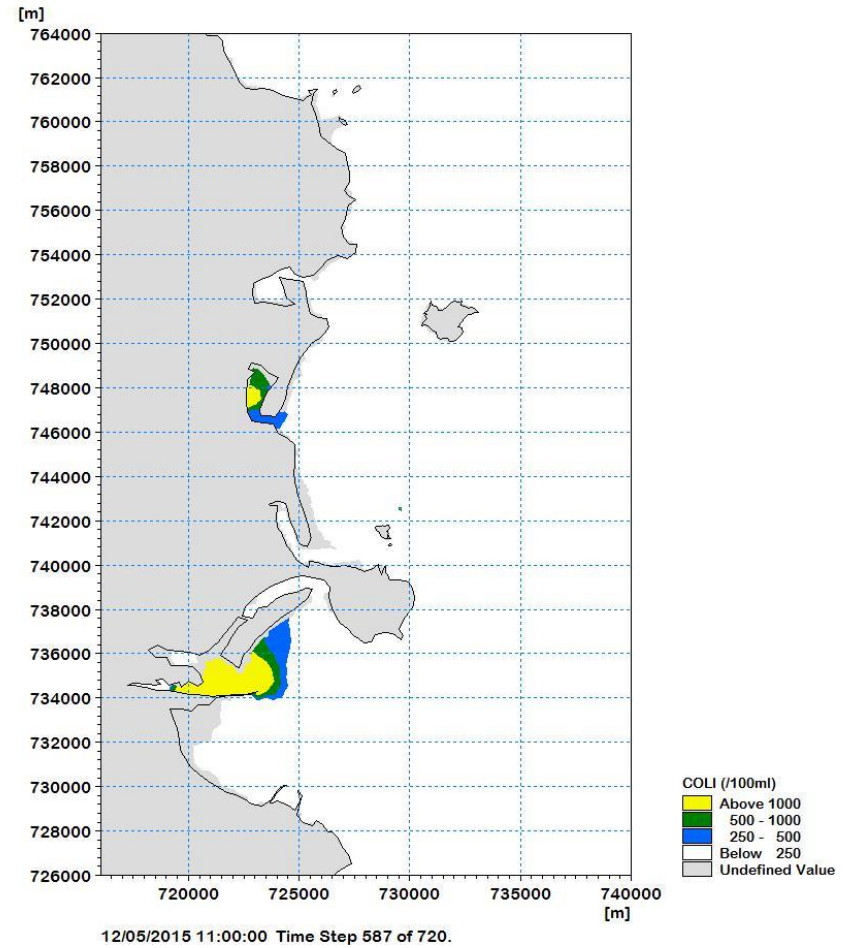 [m]
764000
762000
760000
758000
756000
754000
752000
750000
748000
746000
744000
742000
740000
738000
736000
734000
732000
730000
728000
726000
720000 725000 730000 735000 740000
[m]
COLI (/100ml)
Above 1000
500 - 1000
250 - 500
Below 250
Undefined Value
12/05/2015 11:00:00 Time Step 587 of 720.